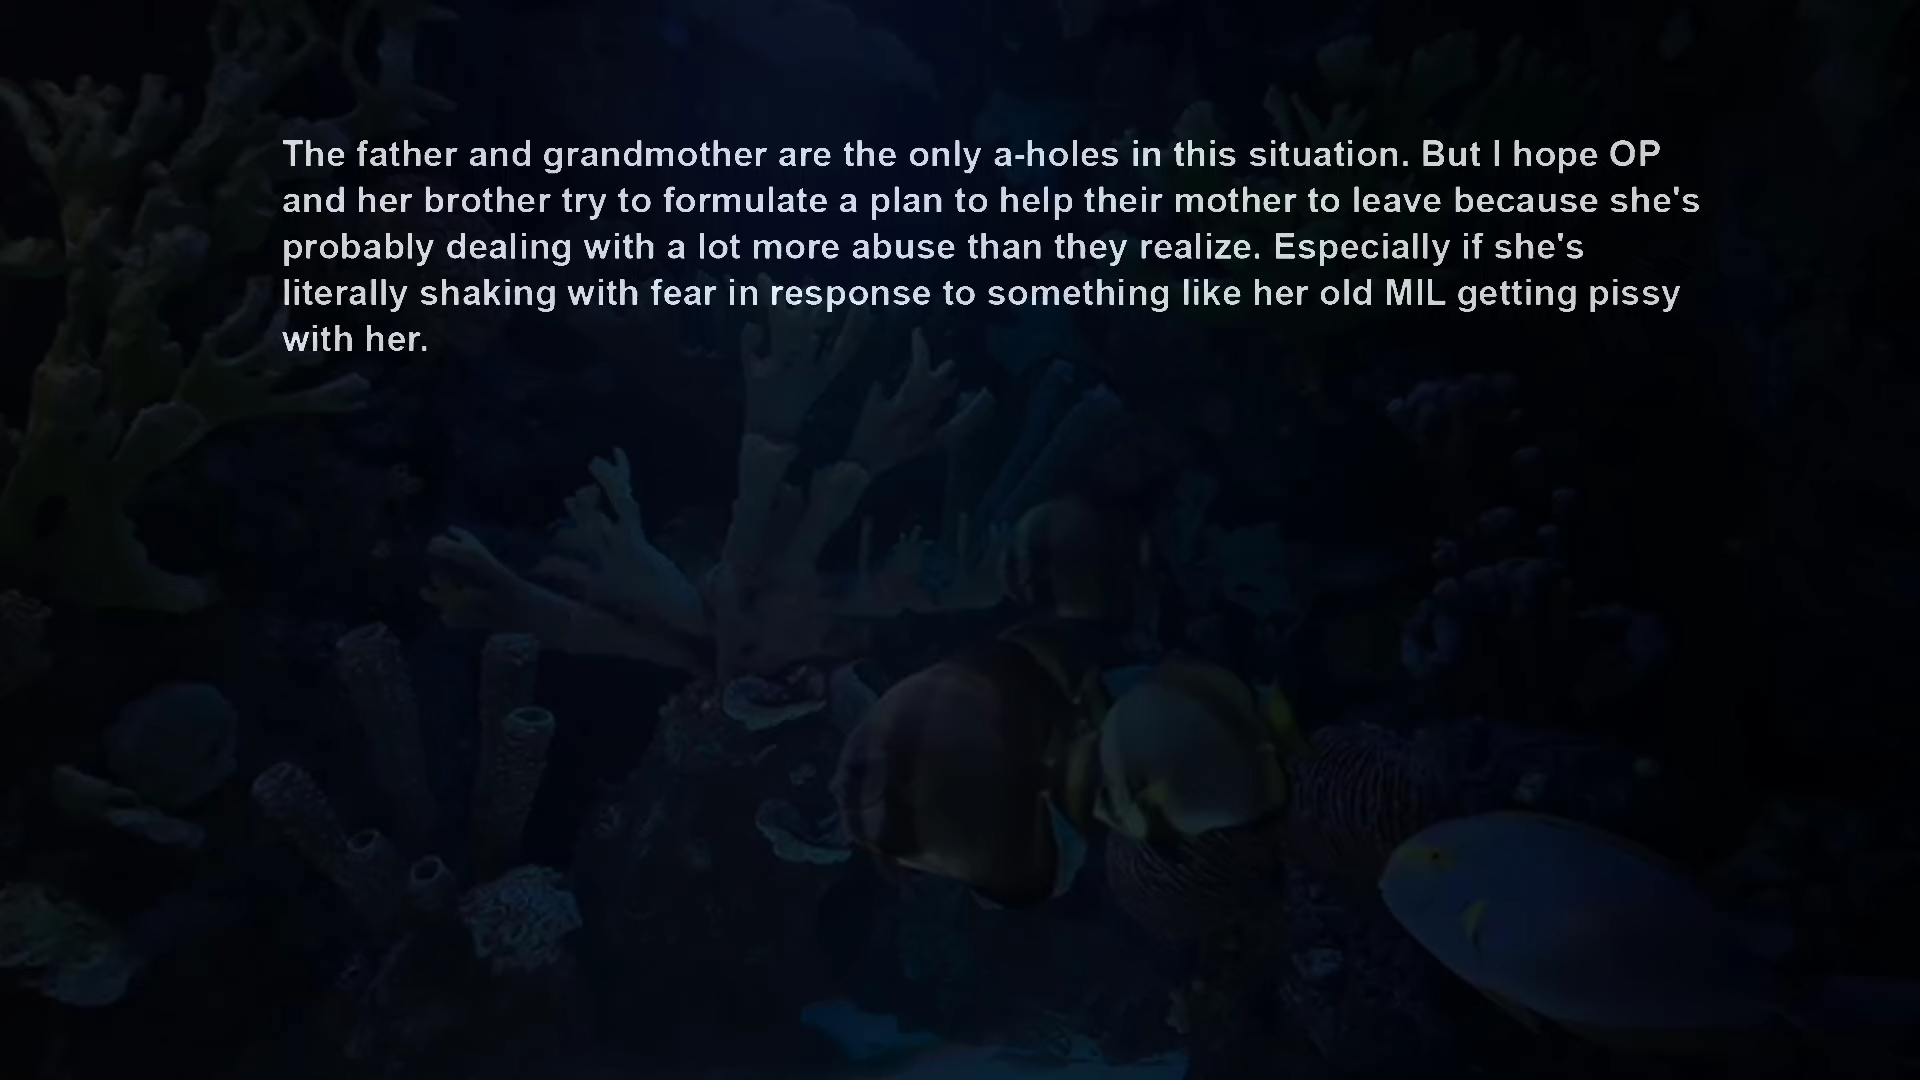 The father and grandmother are the only a-holes in this situation. But I hope OP
and her brother try to formulate a plan to help their mother to leave because she's
probably dealing with a lot more abuse than they realize. Especially if she's
literally shaking with fear in response to something like her old MIL getting pissy
with her.